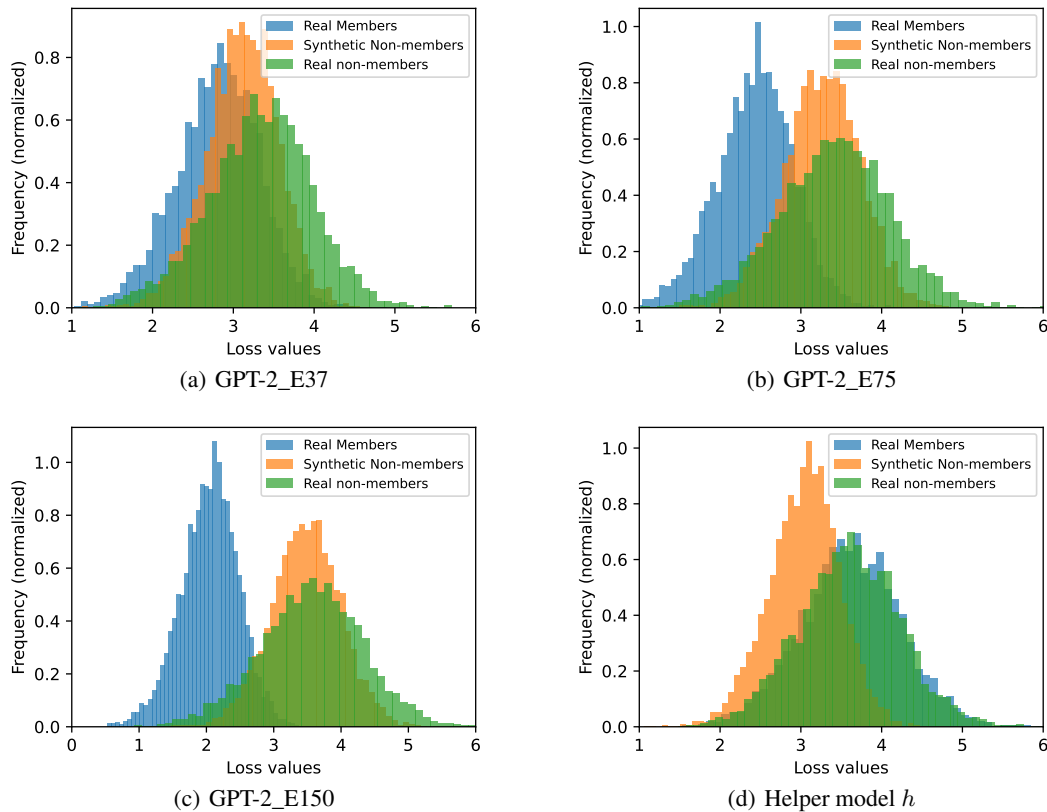 Real Members
Synthetic Non-members
Real non-members
Frequency (normalized)
0.8
0.6
0.4
0.2
0.0
1 2 3 4 5 6
Loss values
(a) GPT-2_E37
Real Members
Synthetic Non-members
Real non-members
Frequency (normalized)
1.0
0.8
0.6
0.4
0.2
0.0
1 2 3 4 5 6
Loss values
(b) GPT-2_E75
Real Members
Synthetic Non-members
Real non-members
Frequency (normalized)
1.0
0.8
0.6
0.4
0.2
0.0
0 1 2 3 4 5 6
Loss values
(c) GPT-2_E150
Real Members
Synthetic Non-members
Real non-members
Frequency (normalized)
1.0
0.8
0.6
0.4
0.2
0.0
1 2 3 4 5 6
Loss values
(d) Helper model h